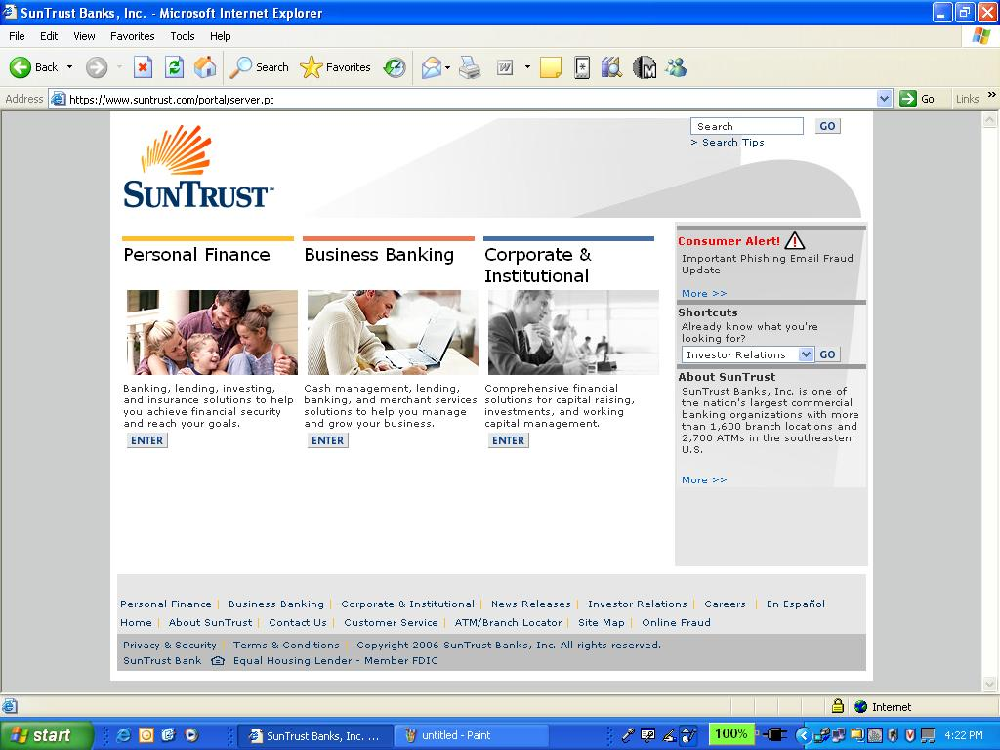 SunTrust Banks, Inc. - Microsoft Internet Explorer
File Edit View Favorites Tools Help
Back Search Favorites
Address https://www.suntrust.com/portal/server.pt Go Links »
Search GO
> Search Tips
SUNTRUST
Personal Finance
Banking, lending, investing,
and insurance solutions to help
you achieve financial security
and reach your goals.
ENTER
Business Banking
Cash management, lending,
banking, and merchant services
solutions to help you manage
and grow your business.
ENTER
Corporate &
Institutional
Comprehensive financial
solutions for capital raising,
investments, and working
capital management.
ENTER
Consumer Alert!
Important Phishing Email Fraud
Update
More >>
Shortcuts
Already know what you're
looking for?
Investor Relations GO
About SunTrust
SunTrust Banks, Inc. is one of
the nation's largest commercial
banking organizations with more
than 1,600 branch locations and
2,700 ATMs in the southeastern
U.S.
More >>
Personal Finance | Business Banking | Corporate & Institutional | News Releases | Investor Relations | Careers | En Español
Home | About SunTrust | Contact Us | Customer Service | ATM/Branch Locator | Site Map | Online Fraud
Privacy & Security | Terms & Conditions | Copyright 2006 SunTrust Banks, Inc. All rights reserved.
SunTrust Bank Equal Housing Lender - Member FDIC
Internet
start SunTrust Banks, Inc. ... untitled - Paint 100% 4:22 PM